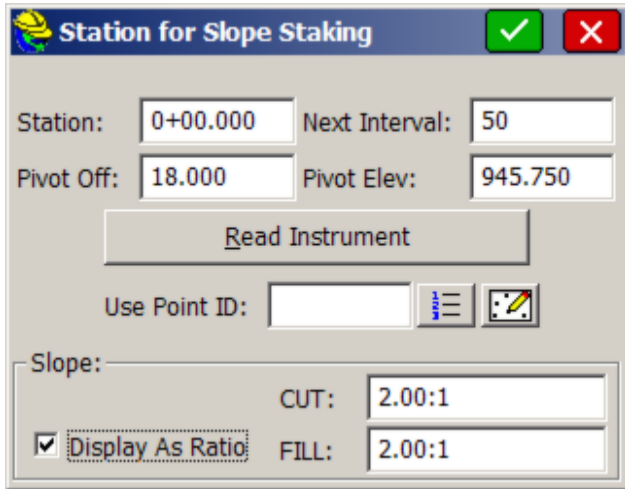 Station for Slope Staking
Station: 0+00.000 Next Interval: 50
Pivot Off: 18.000 Pivot Elev: 945.750
Read Instrument
Use Point ID:
Slope:
CUT: 2.00:1
Display As Ratio FILL: 2.00:1